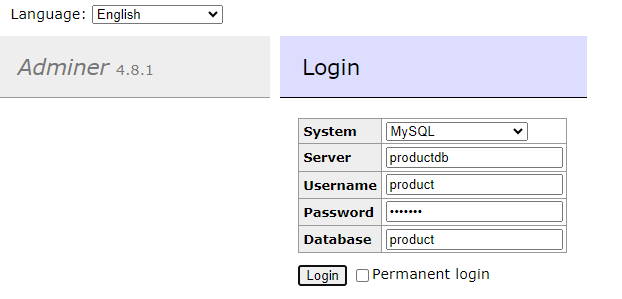 Language: English
Adminer 4.8.1
Login
System MySQL
Server productdb
Username product
Password •••••••
Database product
Login Permanent login